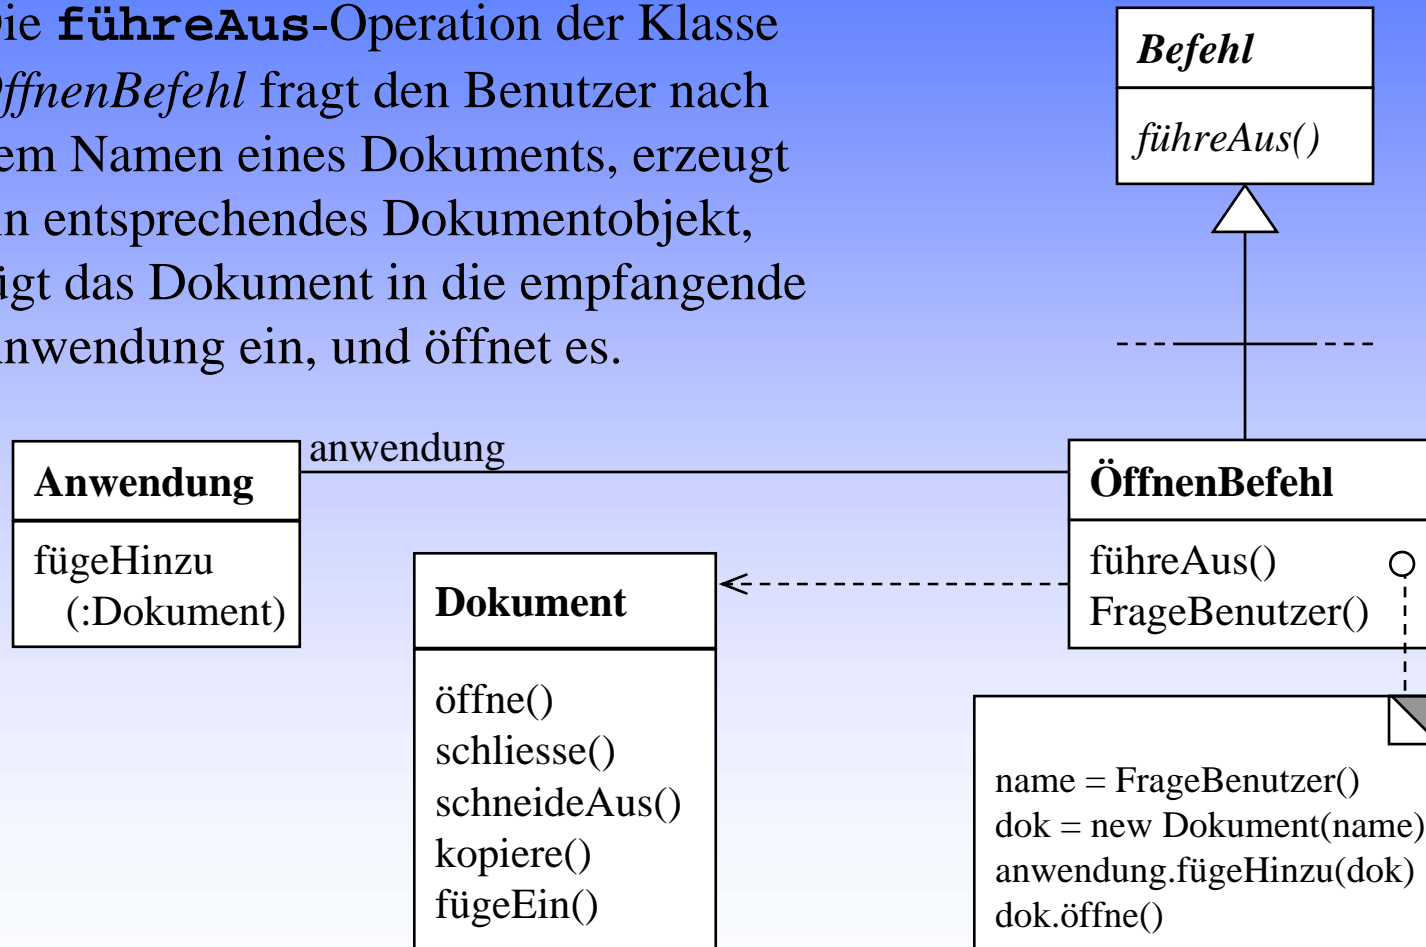 ie führeAus-Operation der Klasse
ffnenBefehl fragt den Benutzer nach
em Namen eines Dokuments, erzeugt
in entsprechendes Dokumentobjekt,
gt das Dokument in die empfangende
nwendung ein, und öffnet es.
Befehl
führeAus()
anwendung
Anwendung
fügeHinzu
(:Dokument)
Dokument
öffne()
schliesse()
schneideAus()
kopiere()
fügeEin()
ÖffnenBefehl
führeAus()
FrageBenutzer()
name = FrageBenutzer()
dok = new Dokument(name)
anwendung.fügeHinzu(dok)
dok.öffne()